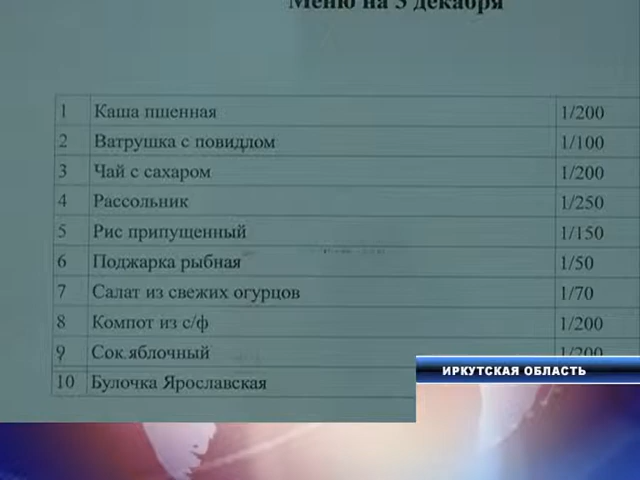 Меню на 3 декабря
1 Каша пшенная 1/200
2 Ватрушка с повидлом 1/100
3 Чай с сахаром 1/200
4 Рассольник 1/250
5 Рис припущенный 1/150
6 Поджарка рыбная 1/50
7 Салат из свежих огурцов 1/70
8 Компот из с/ф 1/200
9 Сок яблочный 1/200
10 Булочка Ярославская
ИРКУТСКАЯ ОБЛАСТЬ